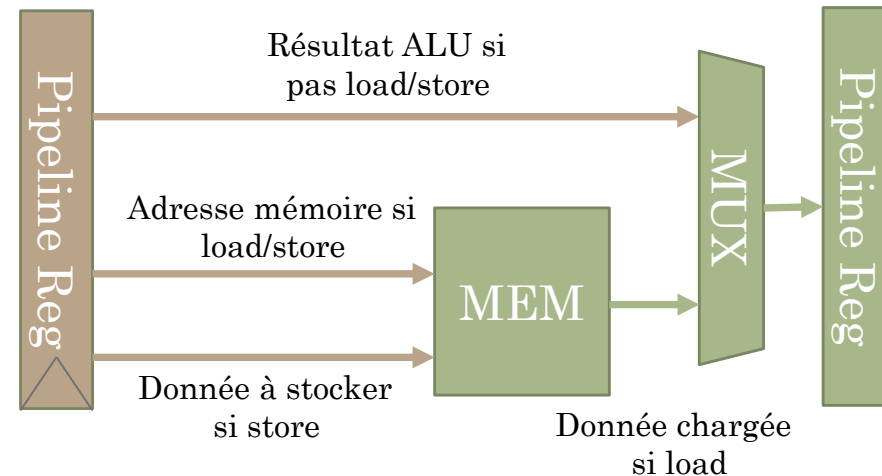 Pipeline Reg
Résultat ALU si
pas load/store
Adresse mémoire si
load/store
Donnée à stocker
si store
MEM
Donnée chargée
si load
MUX
Pipeline Reg